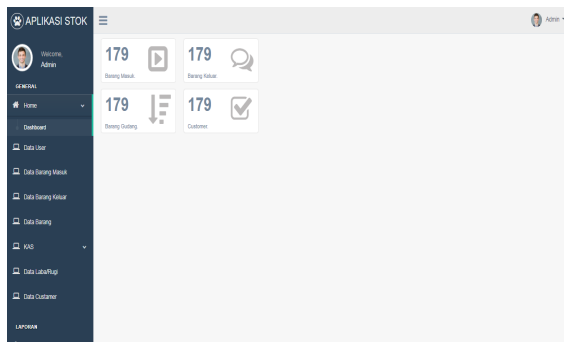 APLIKASI STOK
Admin
Welcome,
Admin
GENERAL
Home
Dashboard
Data User
Data Barang Masuk
Data Barang Keluar
Data Barang
KAS
Data Laba/Rugi
Data Custamer
LAPORAN
179
Barang Masuk
179
Barang Keluar
179
Barang Gudang
179
Customer